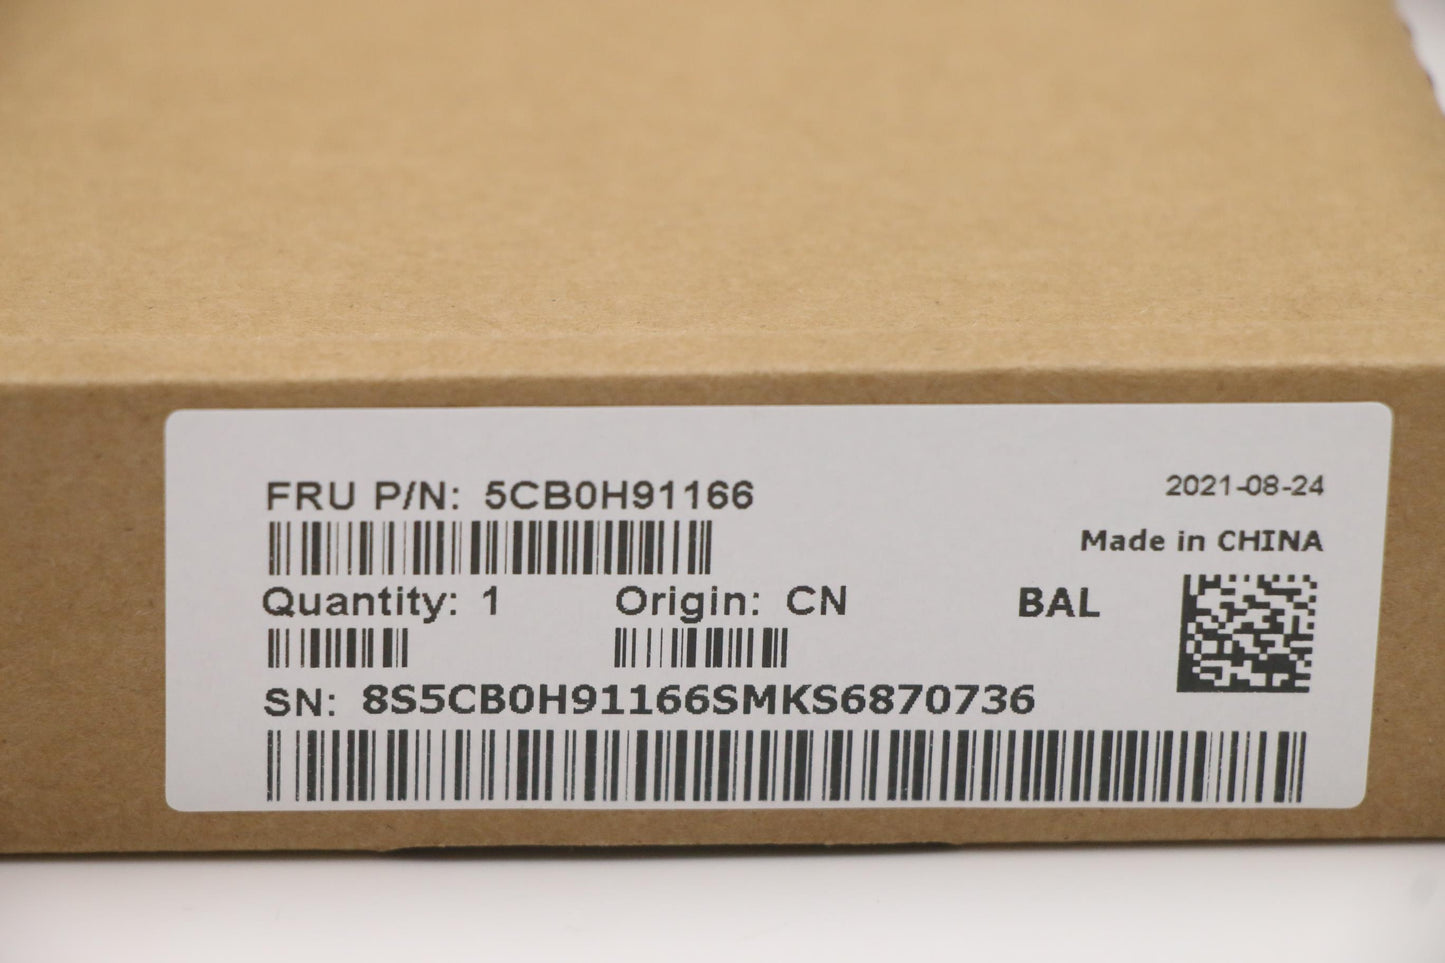 FRU P/N: 5CB0H91166
2021-08-24
Made in CHINA
Quantity: 1 Origin: CN BAL
SN: 8S5CB0H91166SMKS6870736